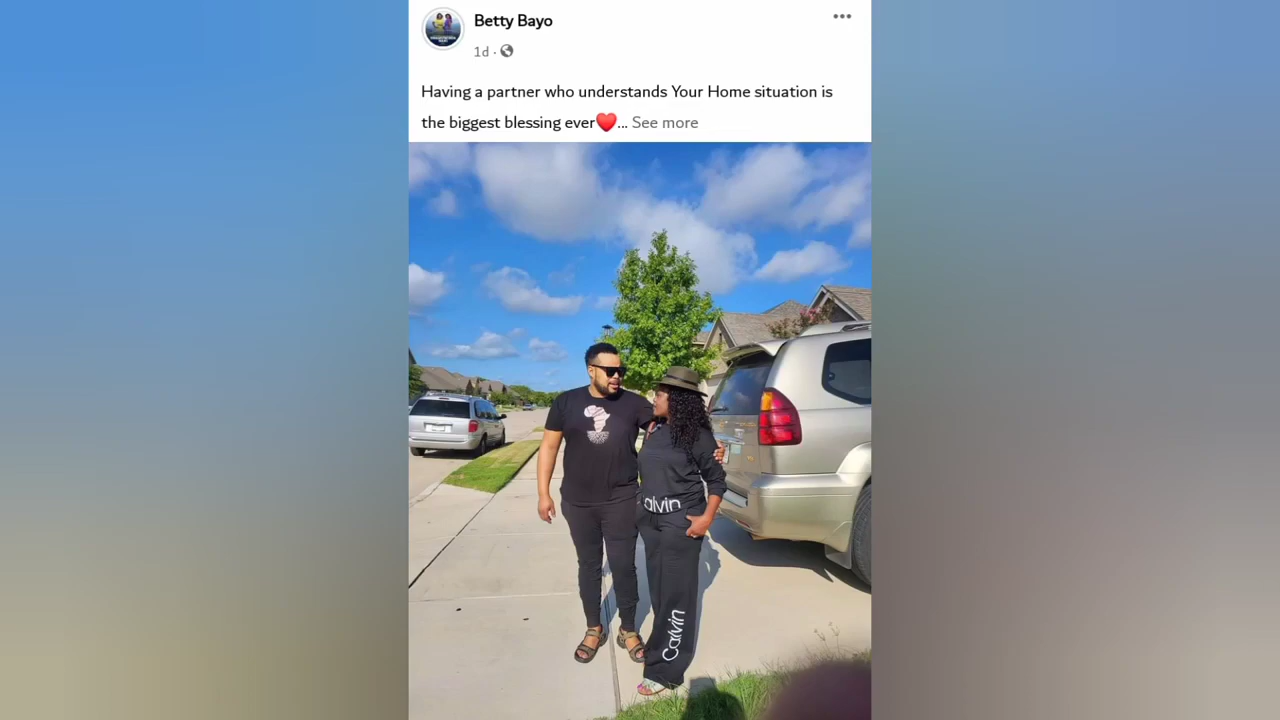 Betty Bayo
1d ·
Having a partner who understands Your Home situation is
the biggest blessing ever❤️... See more
alvin
Calvin